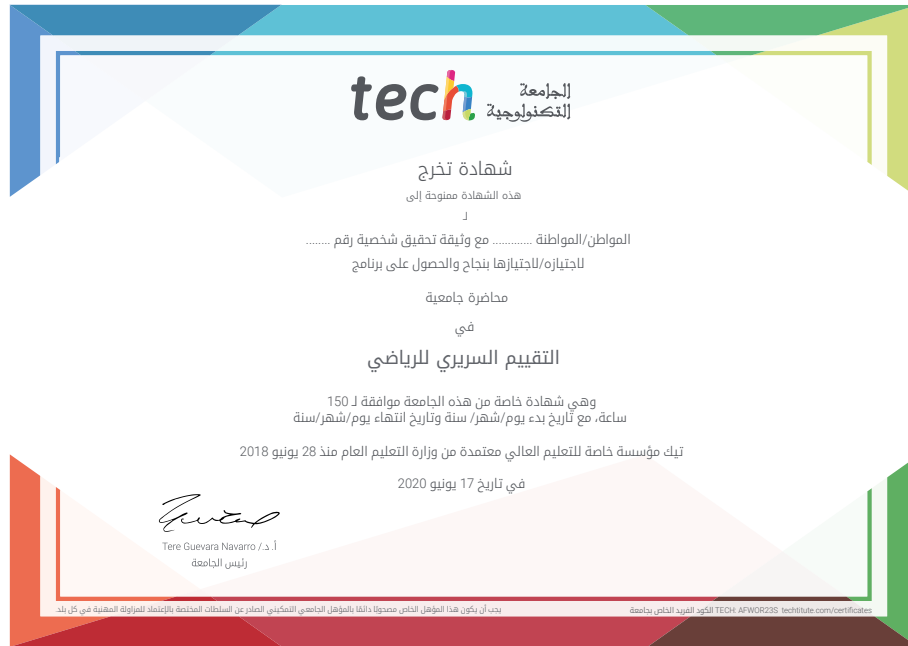 tech الجامعة
التكنولوجية
شهادة تخرج
هذه الشهادة ممنوحة إلى
لـ
المواطن/المواطنة ............ مع وثيقة تحقيق شخصية رقم ........
لاجتيازه/لاجتيازها بنجاح والحصول على برنامج
محاضرة جامعية
في
التقييم السريري للرياضي
وهي شهادة خاصة من هذه الجامعة موافقة لـ 150
ساعة، مع تاريخ بدء يوم/شهر/ سنة وتاريخ انتهاء يوم/شهر/سنة
تيك مؤسسة خاصة للتعليم العالي معتمدة من وزارة التعليم العام منذ 28 يونيو 2018
في تاريخ 17 يونيو 2020
أ. د./ Tere Guevara Navarro
رئيس الجامعة
يجب أن يكون هذا المؤهل الخاص مصحوبًا دائمًا بالمؤهل الجامعي التمكيني الصادر عن السلطات المختصة بالإعتماد للمزاولة المهنية في كل بلد.
الكود الفريد الخاص بجامعة TECH: AFWOR23S techtitute.com/certificates